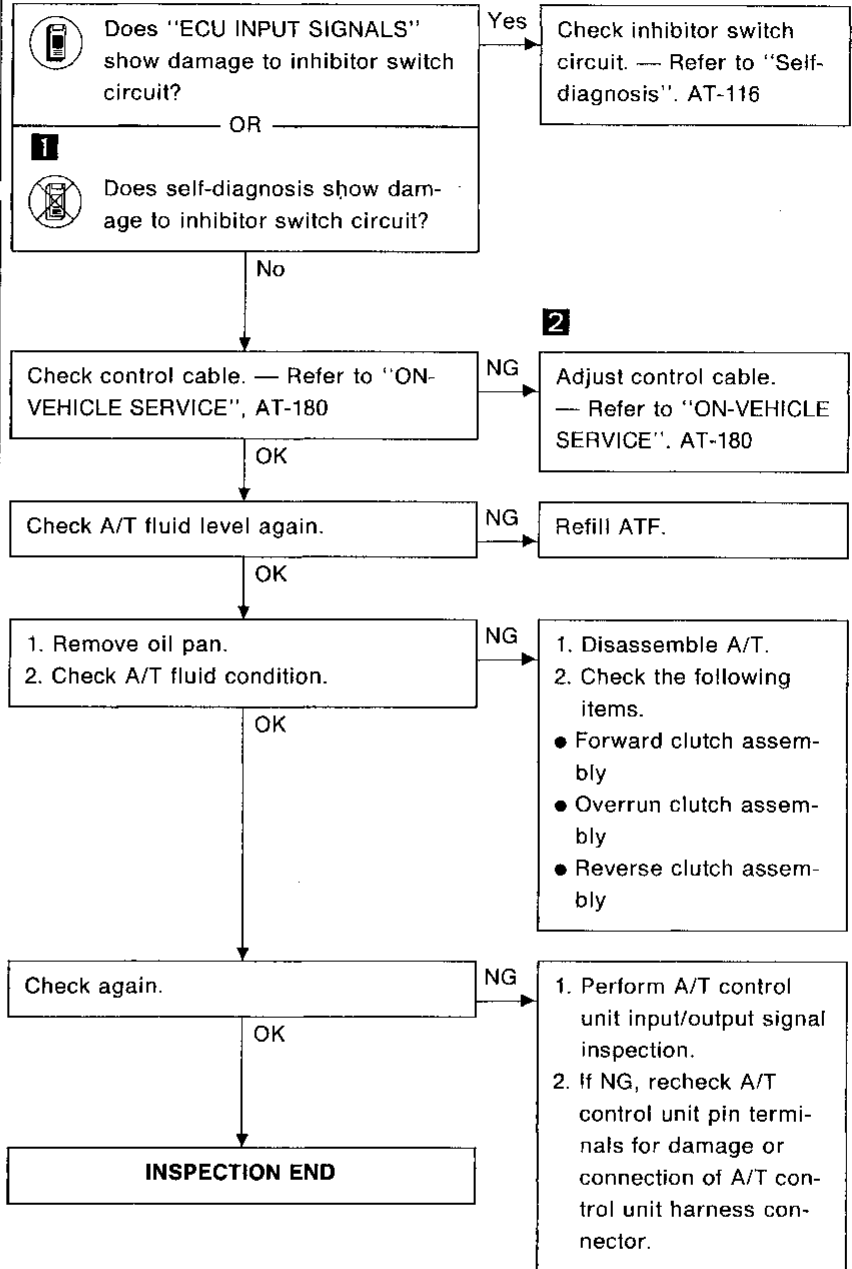 Does "ECU INPUT SIGNALS"
show damage to inhibitor switch
circuit?
Yes
Check inhibitor switch
circuit. — Refer to "Self-
diagnosis". AT-116
OR
1
Does self-diagnosis show dam-
age to inhibitor switch circuit?
No
Check control cable. — Refer to "ON-
VEHICLE SERVICE", AT-180
NG
2
Adjust control cable.
— Refer to "ON-VEHICLE
SERVICE". AT-180
OK
Check A/T fluid level again.
NG
Refill ATF.
OK
1. Remove oil pan.
2. Check A/T fluid condition.
NG
1. Disassemble A/T.
2. Check the following
items.
● Forward clutch assem-
bly
● Overrun clutch assem-
bly
● Reverse clutch assem-
bly
OK
Check again.
NG
1. Perform A/T control
unit input/output signal
inspection.
2. If NG, recheck A/T
control unit pin termi-
nals for damage or
connection of A/T con-
trol unit harness con-
nector.
OK
INSPECTION END